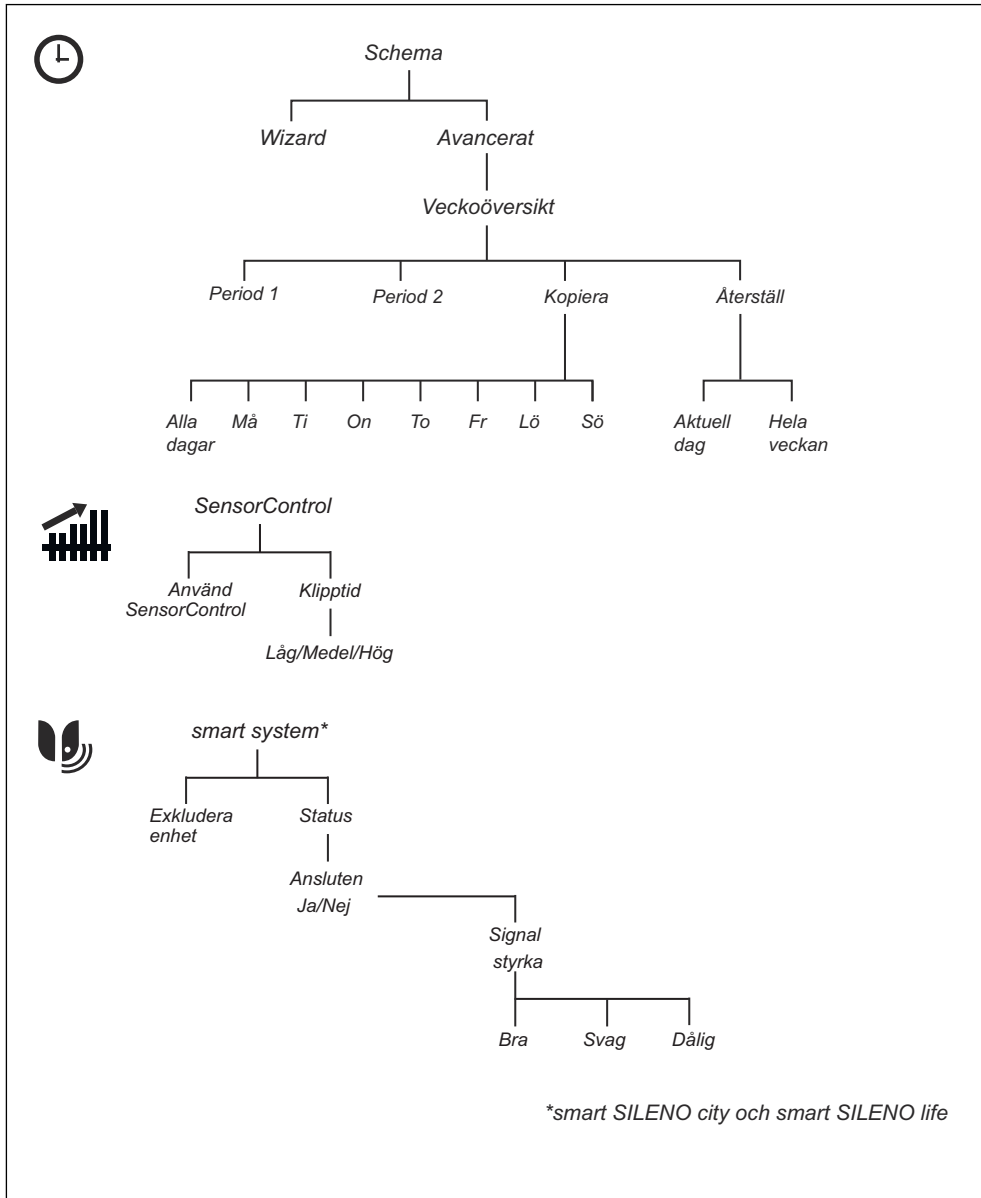 Schema
Wizard Avancerat
Veckoöversikt
Period 1 Period 2 Kopiera Återställ
Alla dagar Må Ti On To Fr Lö Sö Aktuell dag Hela veckan
SensorControl
Använd SensorControl Klipptid
Låg/Medel/Hög
smart system*
Exkludera enhet Status
Ansluten
Ja/Nej
Signal
styrka
Bra Svag Dålig
*smart SILENO city och smart SILENO life